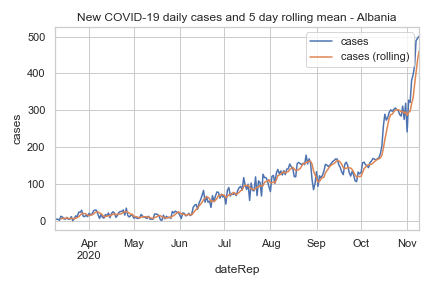 New COVID-19 daily cases and 5 day rolling mean - Albania
cases
cases (rolling)
500
400
300
200
100
0
cases
Apr Maj Jun Jul Aug Sep Oct Nov
2020
dateRep